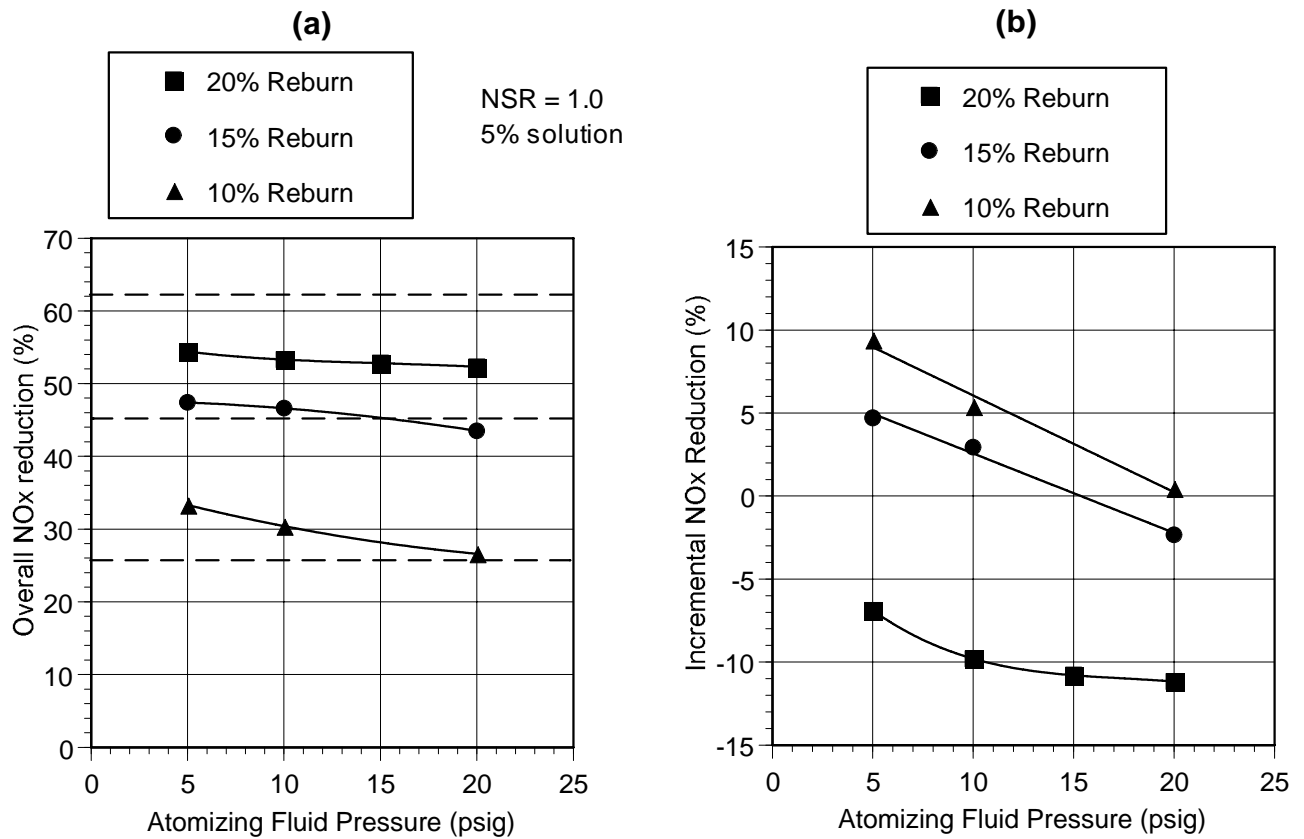 (a)
20% Reburn
15% Reburn
10% Reburn
NSR = 1.0
5% solution
Overall NOx reduction (%)
70
60
50
40
30
20
10
0
0 5 10 15 20 25
Atomizing Fluid Pressure (psig)
(b)
20% Reburn
15% Reburn
10% Reburn
Incremental NOx Reduction (%)
15
10
5
0
-5
-10
-15
0 5 10 15 20 25
Atomizing Fluid Pressure (psig)